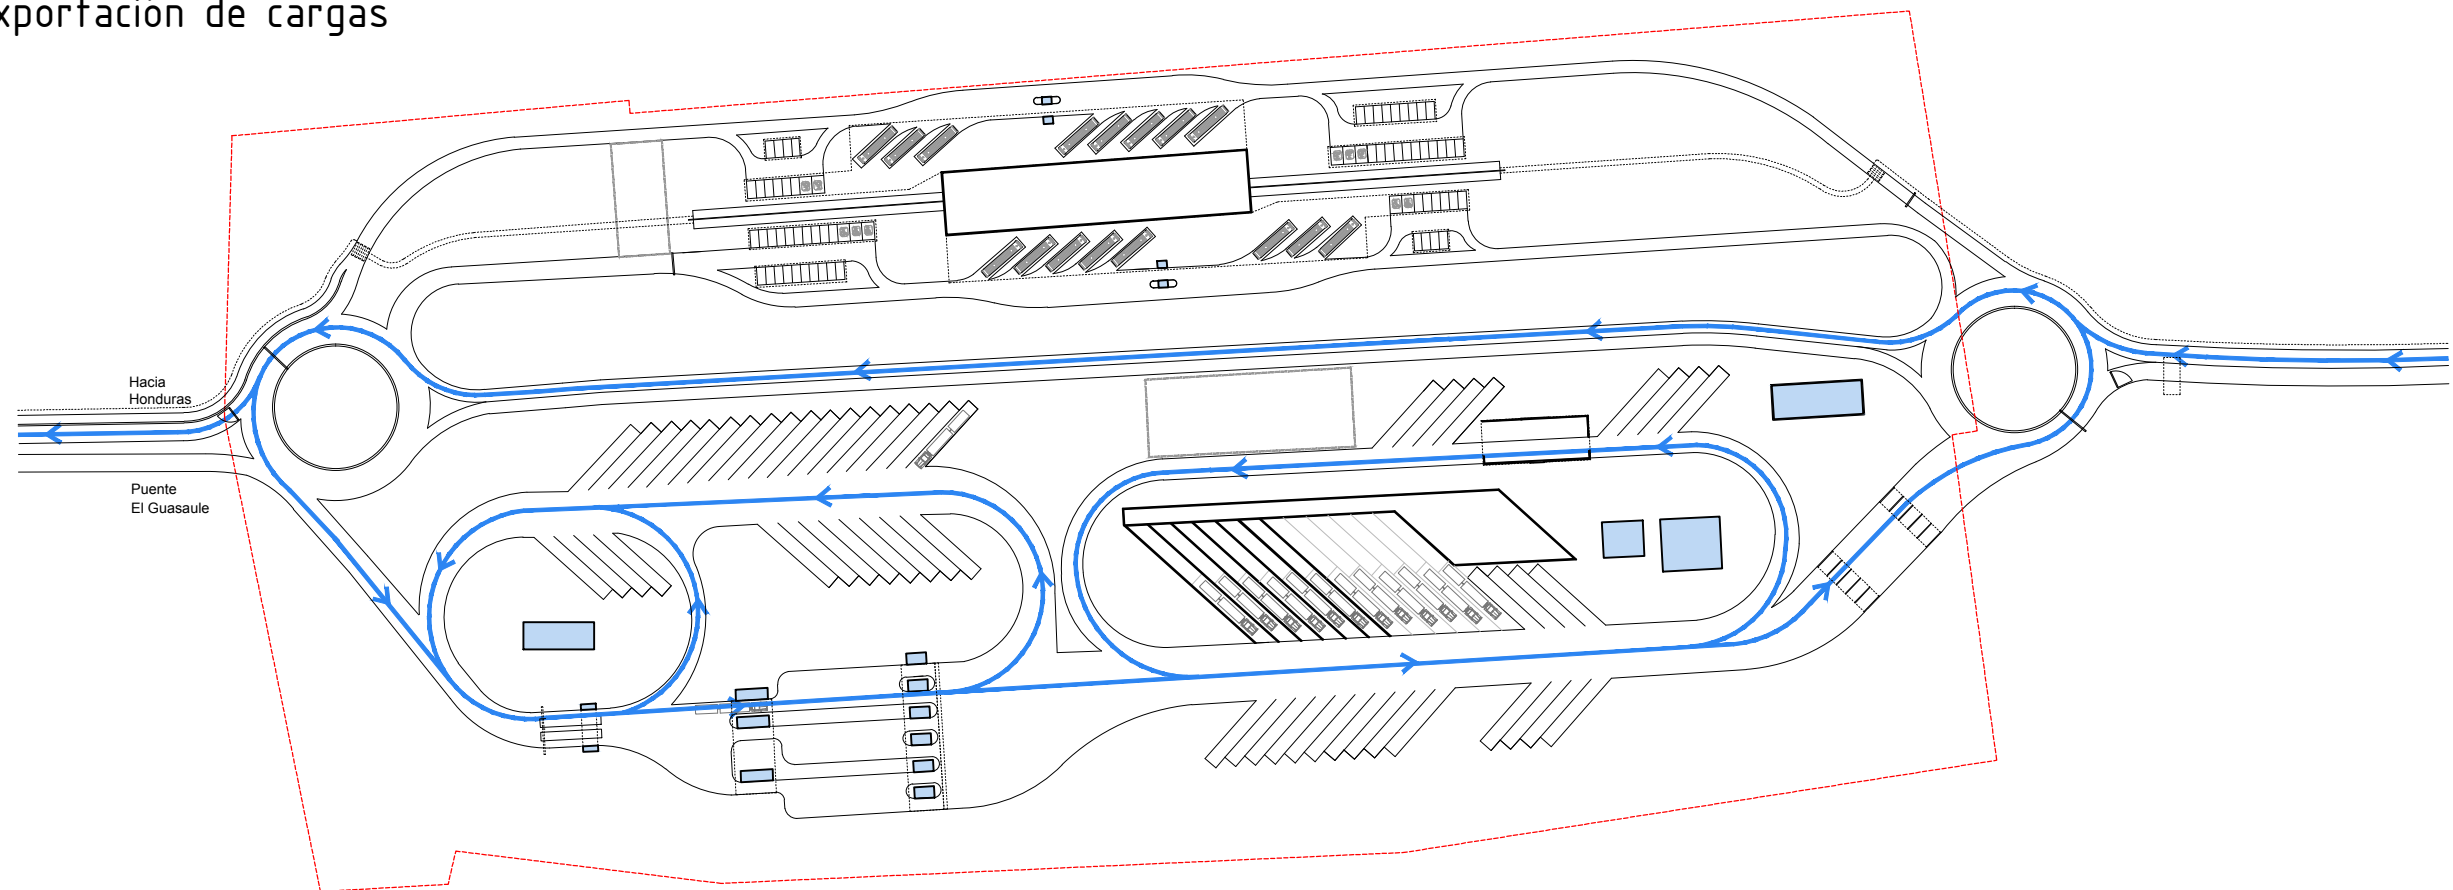 xportación de cargas
Hacia
Honduras
Puente
El Guasaule